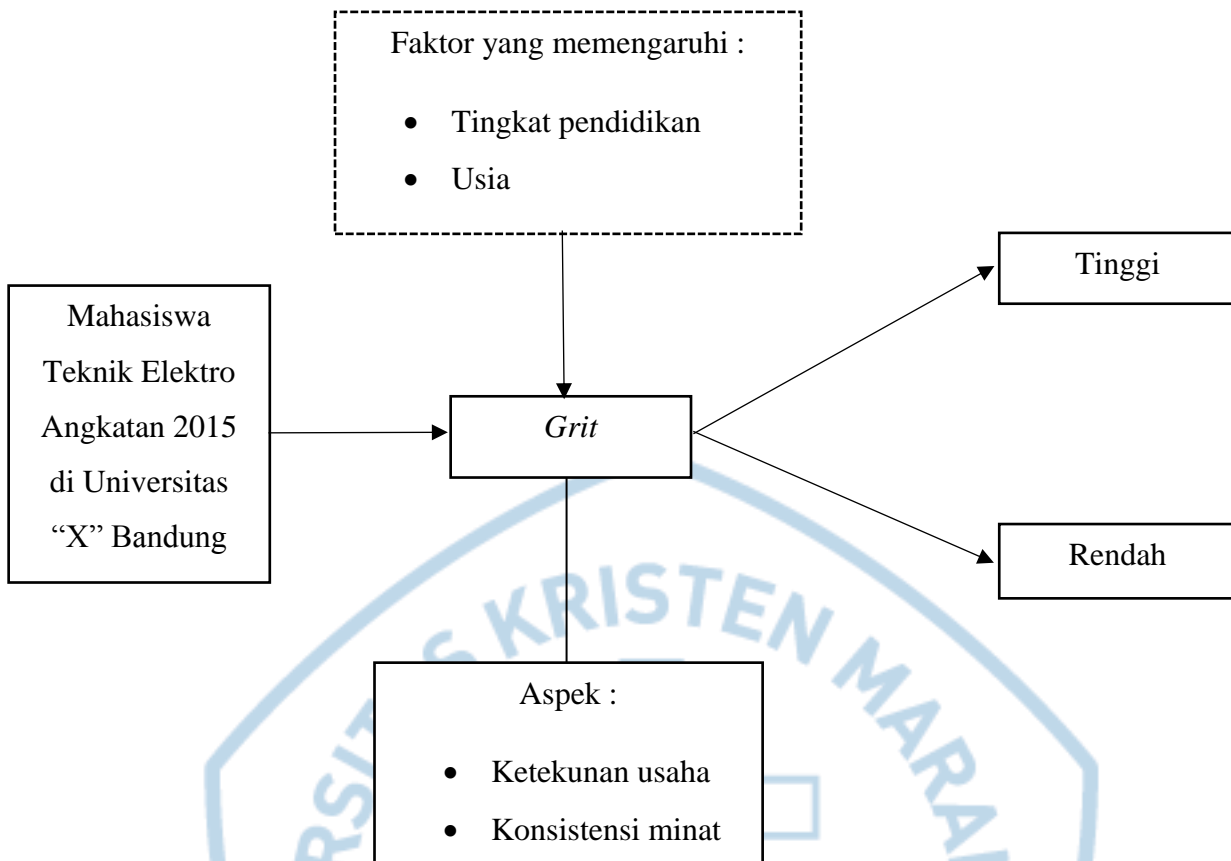 Faktor yang memengaruhi :
• Tingkat pendidikan
• Usia
Tinggi
Mahasiswa
Teknik Elektro
Angkatan 2015
di Universitas
“X” Bandung
Grit
Rendah
KRISTEN
Aspek :
• Ketekunan usaha
• Konsistensi minat